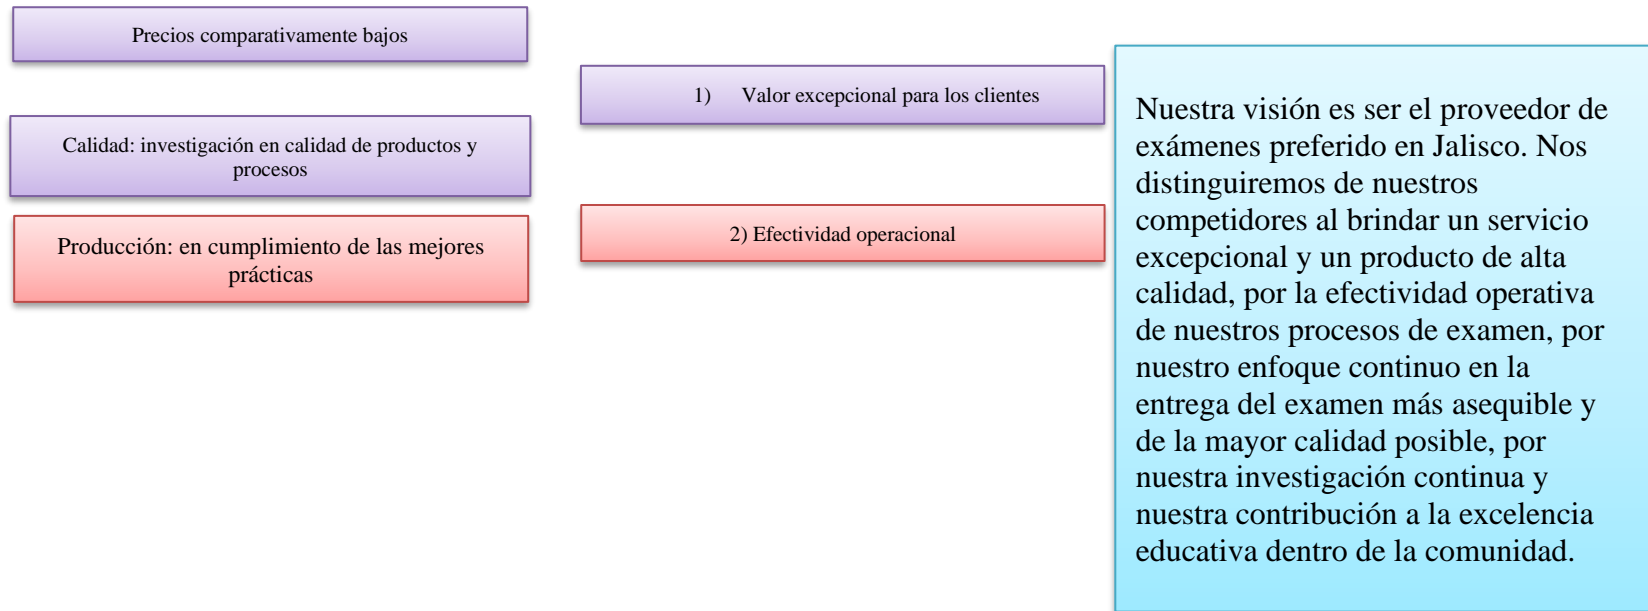 Precios comparativamente bajos
Calidad: investigación en calidad de productos y
procesos
Producción: en cumplimiento de las mejores
prácticas
1) Valor excepcional para los clientes
2) Efectividad operacional
Nuestra visión es ser el proveedor de
exámenes preferido en Jalisco. Nos
distinguiremos de nuestros
competidores al brindar un servicio
excepcional y un producto de alta
calidad, por la efectividad operativa
de nuestros procesos de examen, por
nuestro enfoque continuo en la
entrega del examen más asequible y
de la mayor calidad posible, por
nuestra investigación continua y
nuestra contribución a la excelencia
educativa dentro de la comunidad.